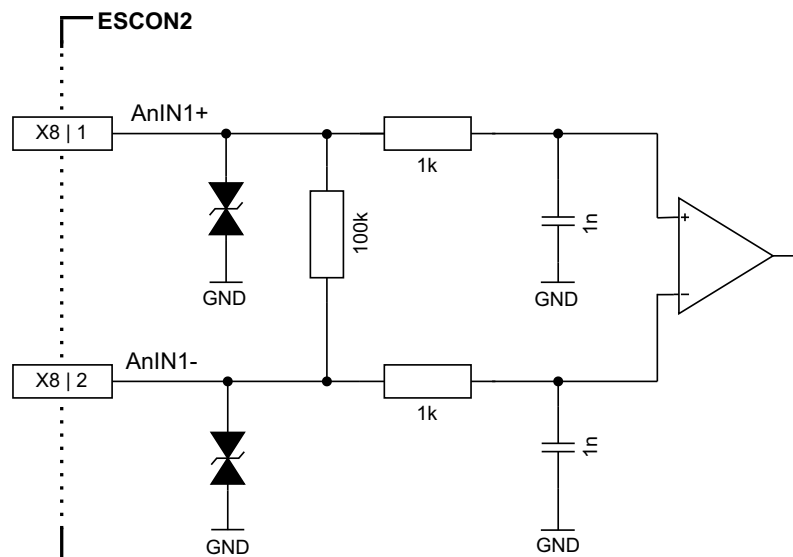 ESCON2
X8 | 1
AnIN1+
1k
100k
1n
GND
GND
+
−
X8 | 2
AnIN1-
1k
1n
GND
GND